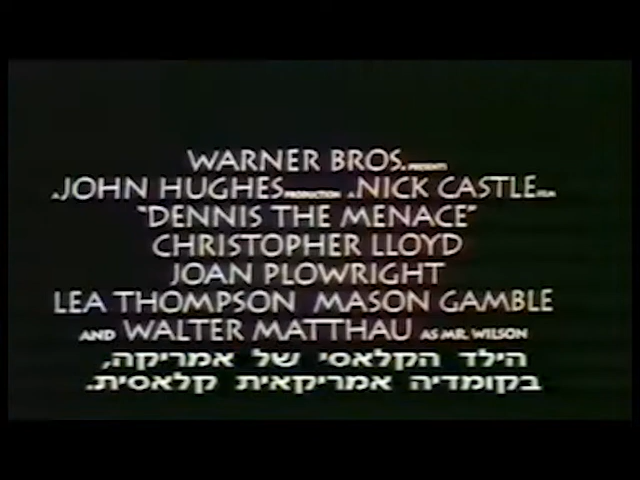 WARNER BROS. PRESENTS
A JOHN HUGHES PRODUCTION A NICK CASTLE FILM
"DENNIS THE MENACE"
CHRISTOPHER LLOYD
JOAN PLOWRIGHT
LEA THOMPSON MASON GAMBLE
AND WALTER MATTHAU AS MR. WILSON
הילד הקלאסי של אמריקה,
בקומדיה אמריקאית קלאסית.